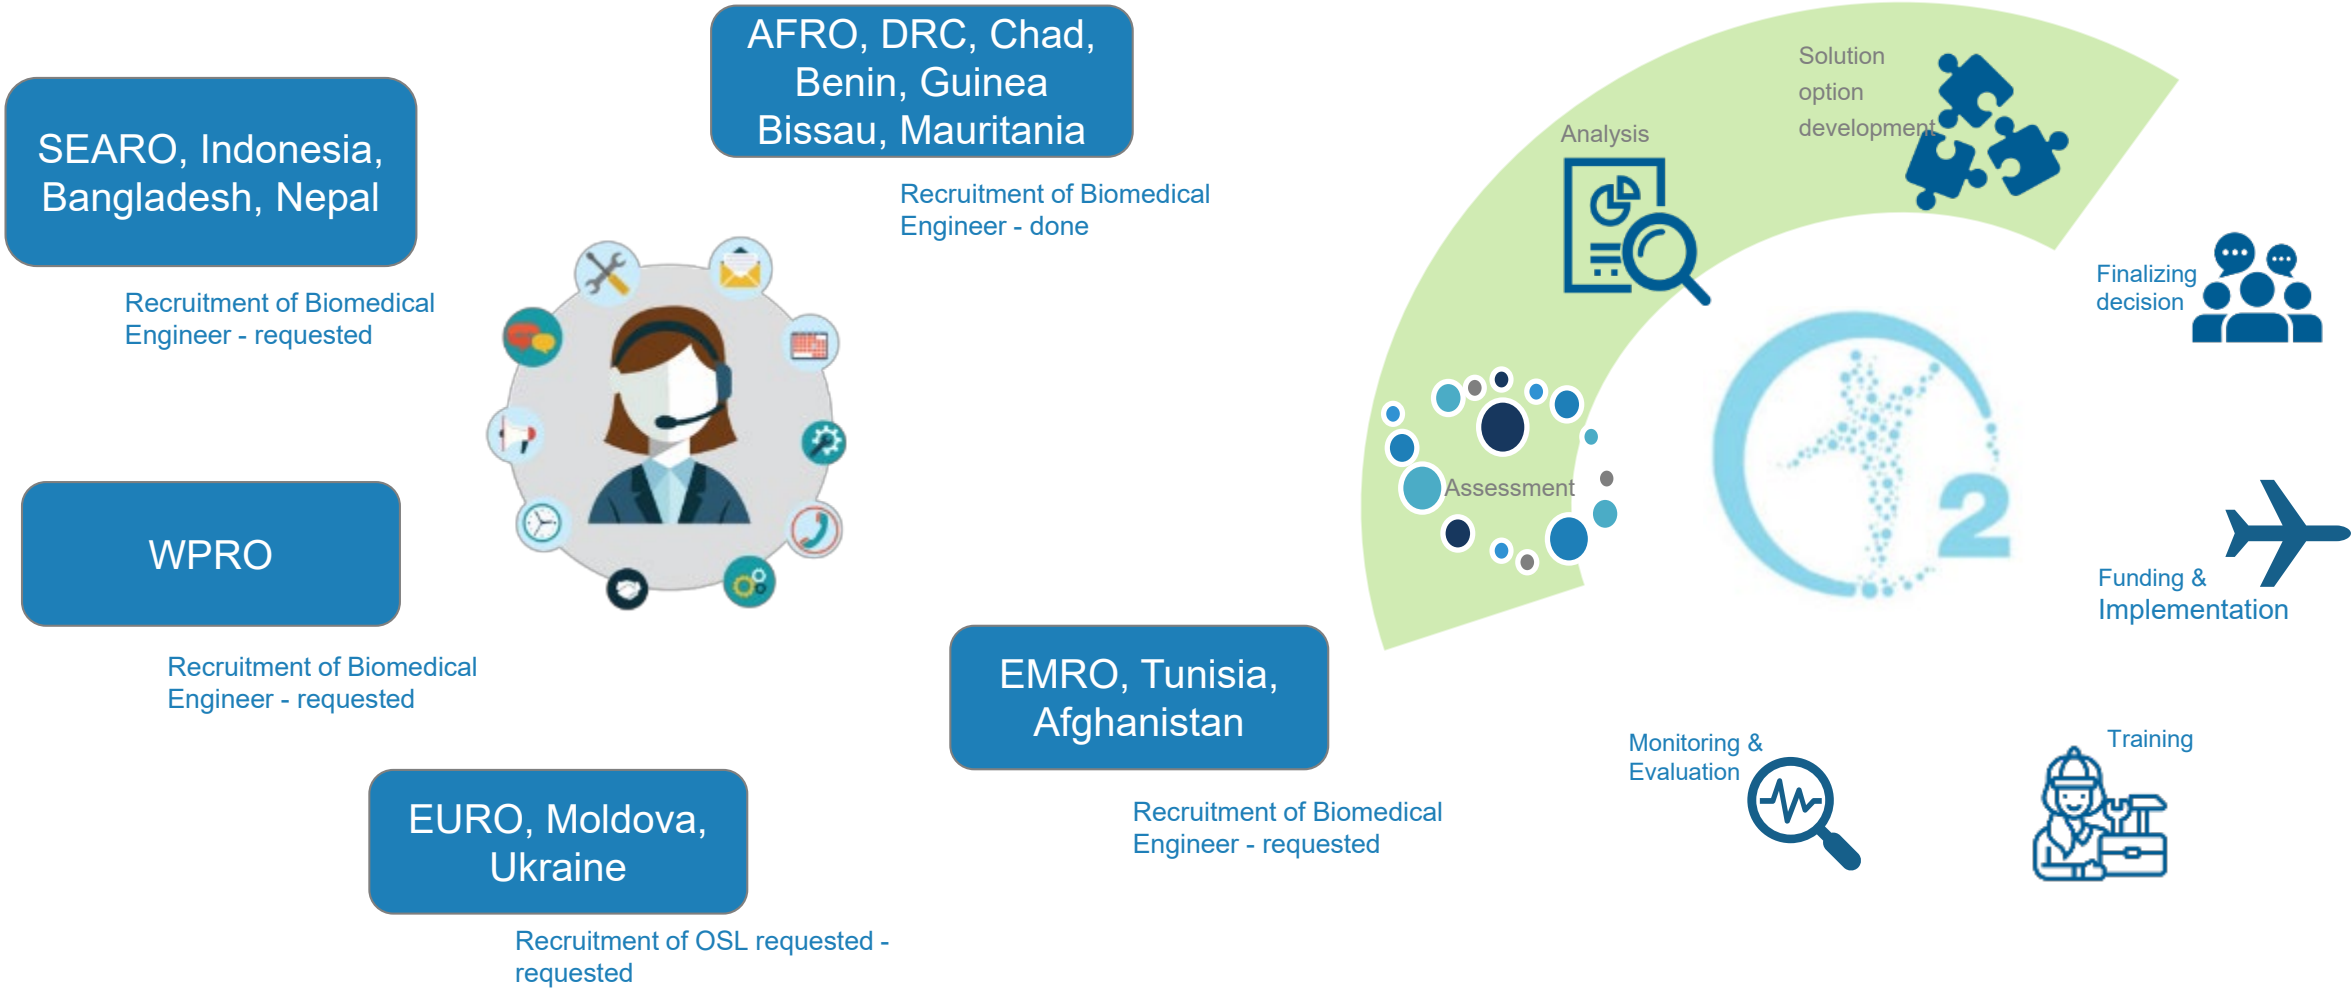 AFRO, DRC, Chad,
Benin, Guinea
Bissau, Mauritania
Recruitment of Biomedical
Engineer - done
SEARO, Indonesia,
Bangladesh, Nepal
Recruitment of Biomedical
Engineer - requested
WPRO
Recruitment of Biomedical
Engineer - requested
EURO, Moldova,
Ukraine
Recruitment of OSL requested -
requested
EMRO, Tunisia,
Afghanistan
Recruitment of Biomedical
Engineer - requested
Assessment
Analysis
Solution
option
development
Finalizing
decision
Funding &
Implementation
Training
Monitoring &
Evaluation
2